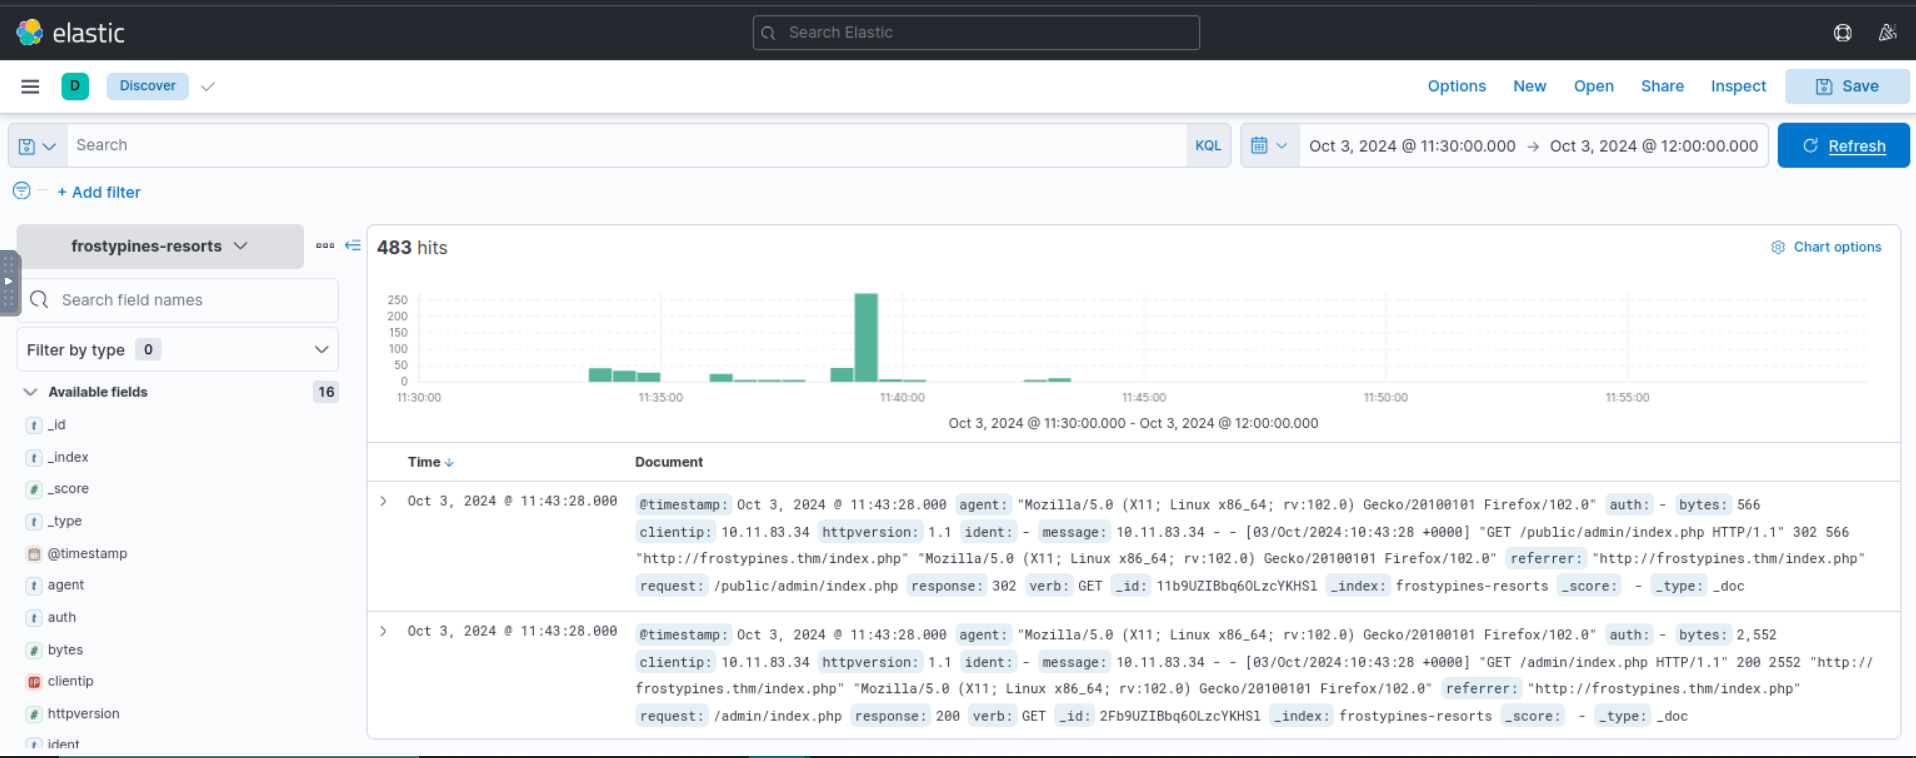 elastic
Search Elastic
D
Discover
Options
New
Open
Share
Inspect
Save
Search
KQL
Oct 3, 2024 @ 11:30:00.000 → Oct 3, 2024 @ 12:00:00.000
Refresh
+ Add filter
frostypines-resorts
Search field names
Filter by type 0
Available fields 16
t _id
t _index
# _score
t _type
@timestamp
t agent
t auth
# bytes
IP clientip
# httpversion
t ident
483 hits
Chart options
250
200
150
100
50
0
11:30:00 11:35:00 11:40:00 11:45:00 11:50:00 11:55:00
Oct 3, 2024 @ 11:30:00.000 - Oct 3, 2024 @ 12:00:00.000
Time Document
Oct 3, 2024 @ 11:43:28.000
@timestamp: Oct 3, 2024 @ 11:43:28.000 agent: "Mozilla/5.0 (X11; Linux x86_64; rv:102.0) Gecko/20100101 Firefox/102.0" auth: - bytes: 566
clientip: 10.11.83.34 httpversion: 1.1 ident: - message: 10.11.83.34 - - [03/Oct/2024:10:43:28 +0000] "GET /public/admin/index.php HTTP/1.1" 302 566
"http://frostypines.thm/index.php" "Mozilla/5.0 (X11; Linux x86_64; rv:102.0) Gecko/20100101 Firefox/102.0" referrer: "http://frostypines.thm/index.php"
request: /public/admin/index.php response: 302 verb: GET _id: 11b9UZIBbq6OLzcYKHSl _index: frostypines-resorts _score: - _type: _doc
Oct 3, 2024 @ 11:43:28.000
@timestamp: Oct 3, 2024 @ 11:43:28.000 agent: "Mozilla/5.0 (X11; Linux x86_64; rv:102.0) Gecko/20100101 Firefox/102.0" auth: - bytes: 2,552
clientip: 10.11.83.34 httpversion: 1.1 ident: - message: 10.11.83.34 - - [03/Oct/2024:10:43:28 +0000] "GET /admin/index.php HTTP/1.1" 200 2552 "http://
frostypines.thm/index.php" "Mozilla/5.0 (X11; Linux x86_64; rv:102.0) Gecko/20100101 Firefox/102.0" referrer: "http://frostypines.thm/index.php"
request: /admin/index.php response: 200 verb: GET _id: 2Fb9UZIBbq6OLzcYKHSl _index: frostypines-resorts _score: - _type: _doc